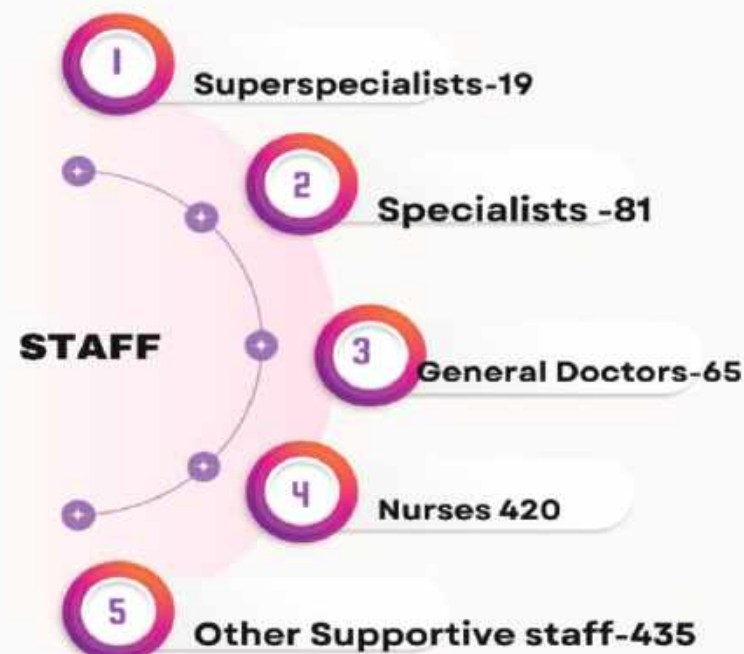 1
Superspecialists-19
2
Specialists -81
STAFF
3
General Doctors-65
4
Nurses 420
5
Other Supportive staff-435